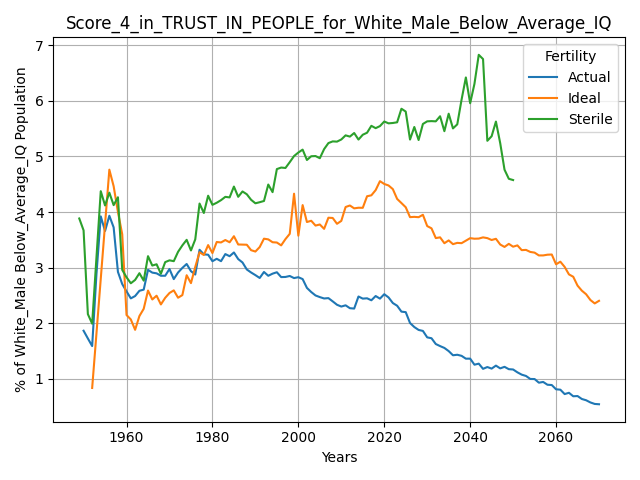 Score_4_in_TRUST_IN_PEOPLE_for_White_Male_Below_Average_IQ
% of White_Male Below_Average_IQ Population
7
6
5
4
3
2
1
Fertility
Actual
Ideal
Sterile
1960 1980 2000 2020 2040 2060
Years